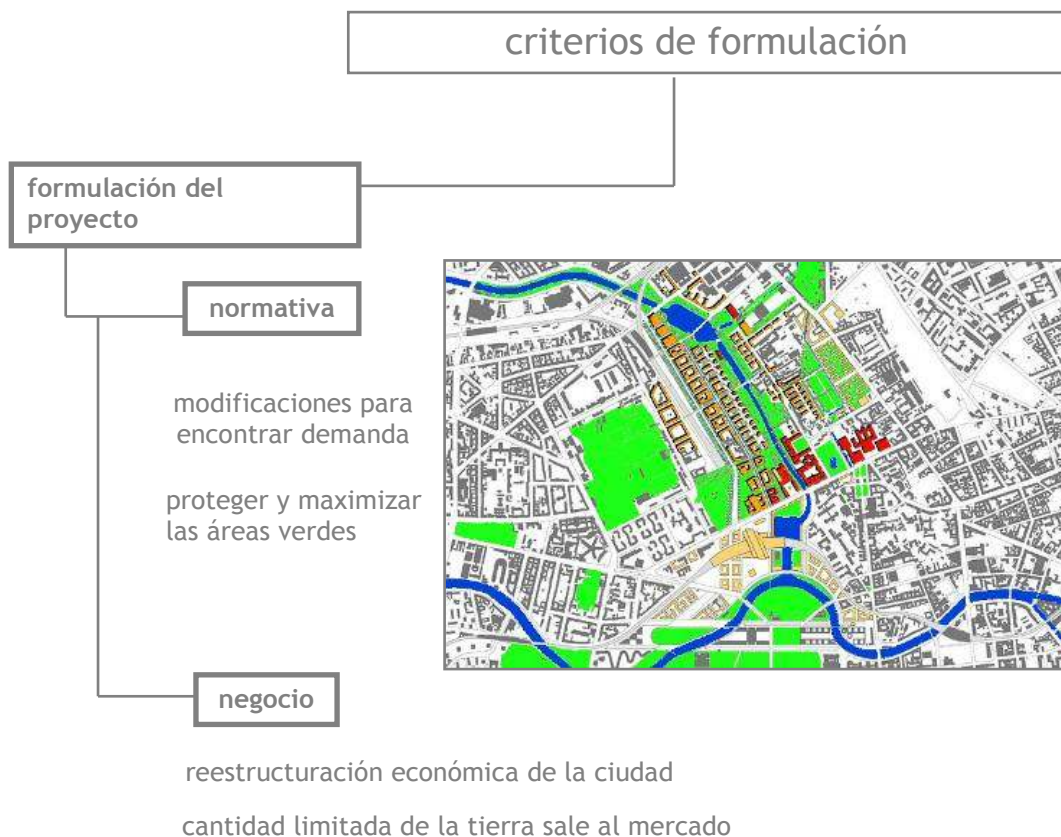 criterios de formulación
formulación del
proyecto
normativa
modificaciones para
encontrar demanda
proteger y maximizar
las áreas verdes
negocio
reestructuración económica de la ciudad
cantidad limitada de la tierra sale al mercado